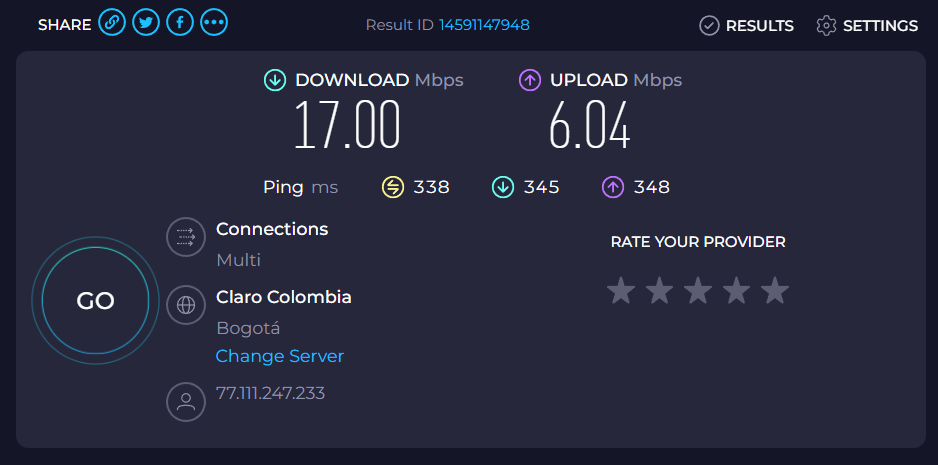 SHARE Result ID 14591147948 RESULTS SETTINGS
DOWNLOAD Mbps UPLOAD Mbps
17.00 6.04
Ping ms 338 345 348
Connections
Multi
RATE YOUR PROVIDER
GO
Claro Colombia
Bogotá
Change Server
77.111.247.233